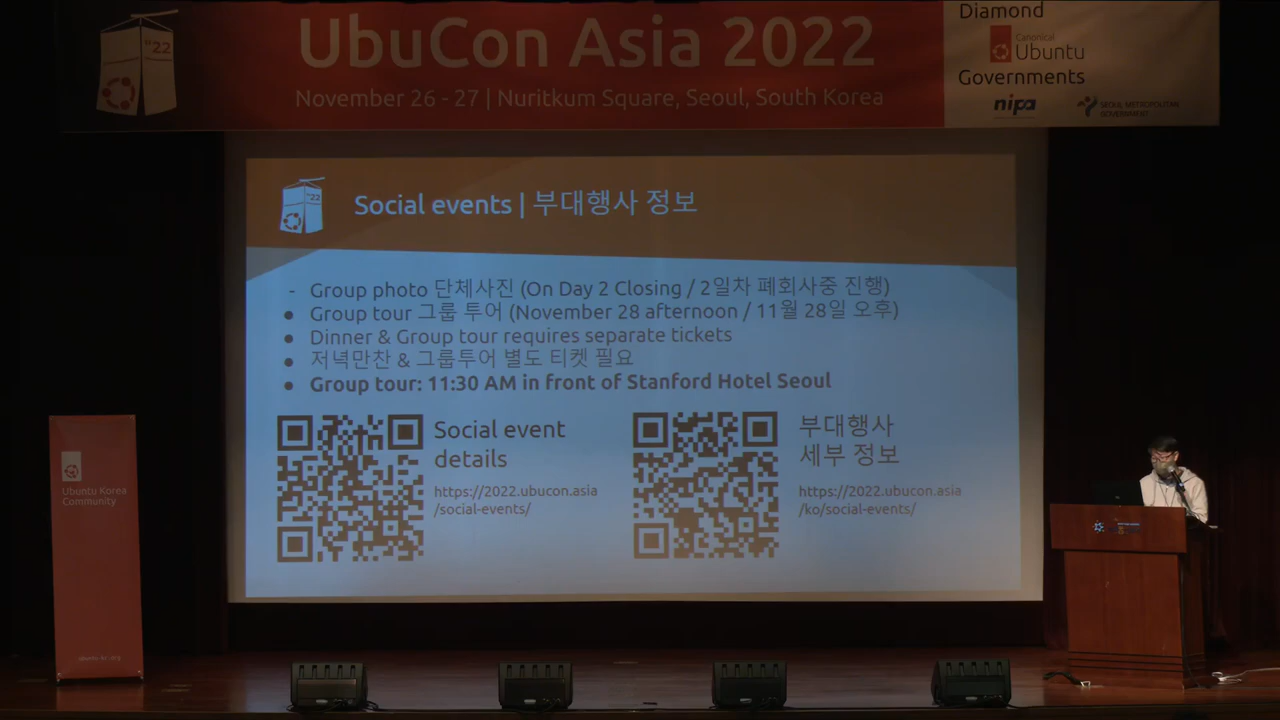 UbuCon Asia 2022
November 26 - 27 | Nuritkum Square, Seoul, South Korea
'22
Diamond
Canonical
Ubuntu
Governments
nipa
SEOUL METROPOLITAN
GOVERNMENT
'22
Social events | 부대행사 정보
- Group photo 단체사진 (On Day 2 Closing / 2일차 폐회사중 진행)
● Group tour 그룹 투어 (November 28 afternoon / 11월 28일 오후)
● Dinner & Group tour requires separate tickets
● 저녁만찬 & 그룹투어 별도 티켓 필요
● Group tour: 11:30 AM in front of Stanford Hotel Seoul
Social event
details
https://2022.ubucon.asia
/social-events/
부대행사
세부 정보
https://2022.ubucon.asia
/ko/social-events/
Ubuntu Korea
Community